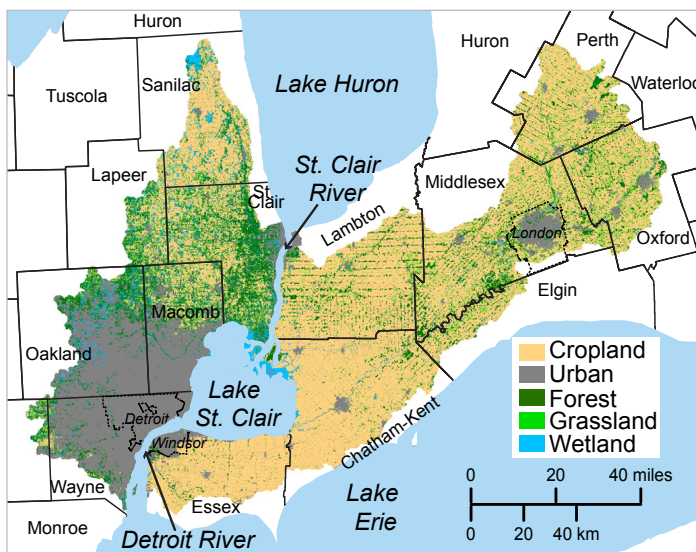 Huron
Sanilac
Tuscola
Lapeer
St.
Clair
Lake Huron
St. Clair
River
Huron
Perth
Waterloo
Middlesex
Lambton
London
Oxford
Elgin
Macomb
Oakland
Lake
St. Clair
Detroit
Windsor
Wayne
Essex
Chatham-Kent
Monroe
Detroit River
Lake
Erie
Cropland
Urban
Forest
Grassland
Wetland
0 20 40 miles
0 20 40 km